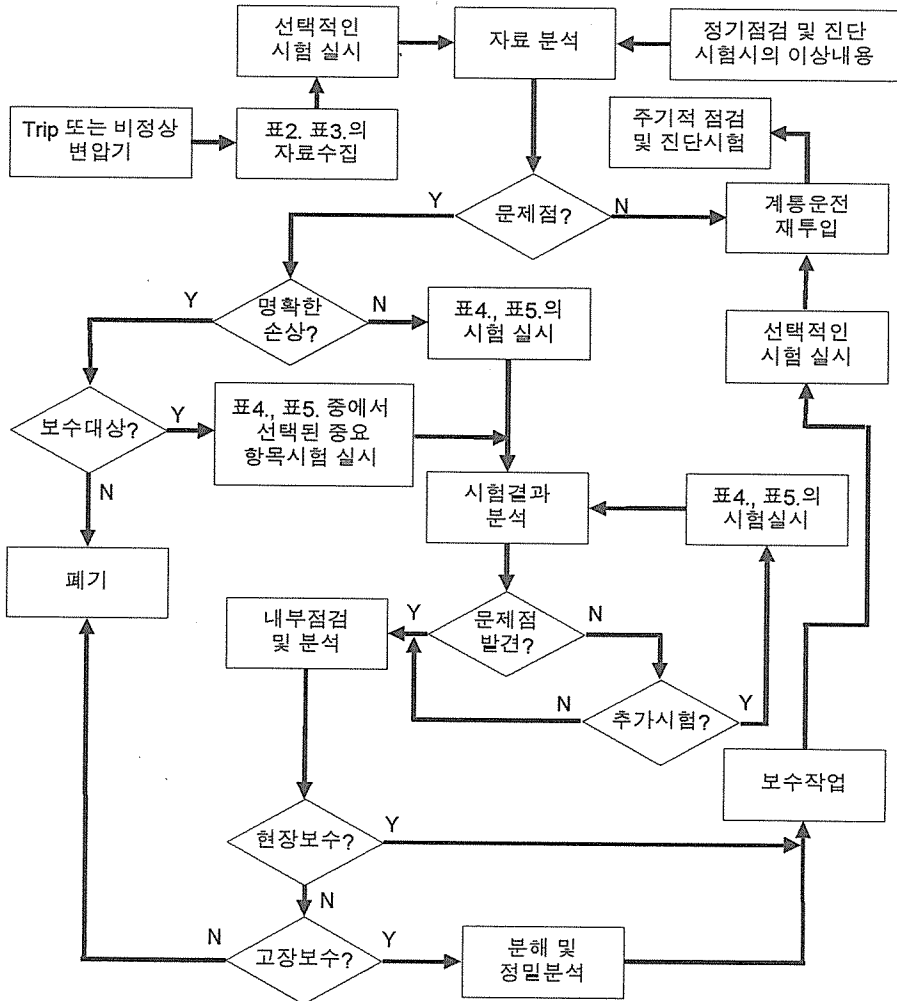 선택적인
시험 실시
자료 분석
정기점검 및 진단
시험시의 이상내용
Trip 또는 비정상
변압기
표2. 표3.의
자료수집
주기적 점검
및 진단시험
Y
문제점?
N
계통운전
재투입
Y
명확한
손상?
N
표4., 표5.의
시험 실시
선택적인
시험 실시
보수대상?
Y
표4., 표5. 중에서
선택된 중요
항목시험 실시
N
시험결과
분석
표4., 표5.의
시험실시
폐기
내부점검
및 분석
Y
문제점
발견?
N
N
추가시험?
Y
보수작업
현장보수?
Y
N
N
고장보수?
Y
분해 및
정밀분석